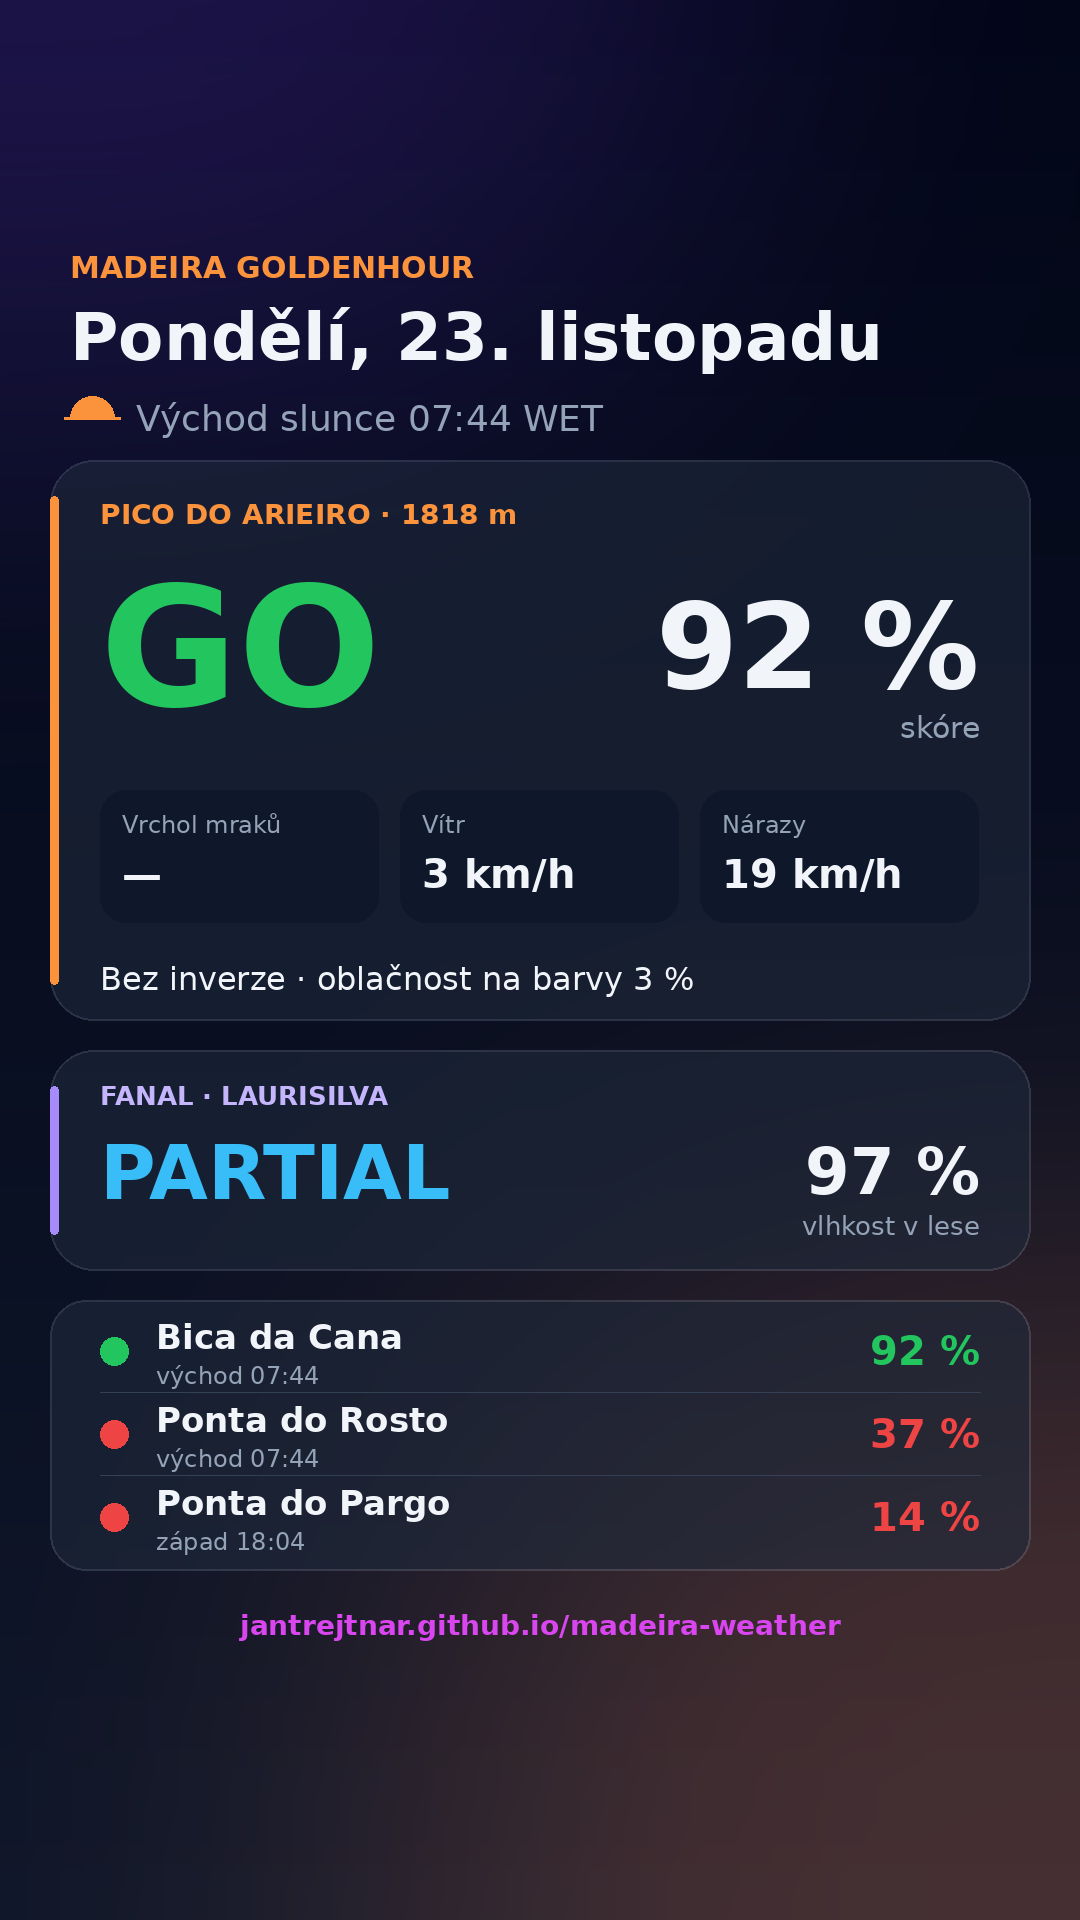 MADEIRA GOLDENHOUR
Pondělí, 23. listopadu
Východ slunce 07:44 WET
PICO DO ARIEIRO · 1818 m
GO
92 %
skóre
Vrchol mraků
—
Vítr
3 km/h
Nárazy
19 km/h
Bez inverze · oblačnost na barvy 3 %
FANAL · LAURISILVA
PARTIAL
97 %
vlhkost v lese
Bica da Cana
východ 07:44
92 %
Ponta do Rosto
východ 07:44
37 %
Ponta do Pargo
západ 18:04
14 %
jantrejtnar.github.io/madeira-weather